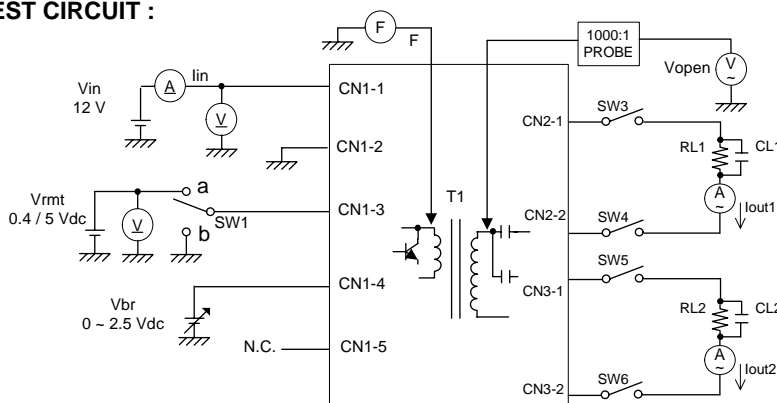 EST CIRCUIT :
F
F
1000:1
PROBE
Vopen
V
~
Vin
12 V
A
Iin
V
CN1-1
CN1-2
Vrmt
0.4 / 5 Vdc
V
a
SW1
b
CN1-3
Vbr
0 ~ 2.5 Vdc
CN1-4
N.C.
CN1-5
T1
CN2-1
SW3
RL1
CL1
A
~
Iout1
CN2-2
SW4
CN3-1
SW5
RL2
CL2
A
~
Iout2
CN3-2
SW6